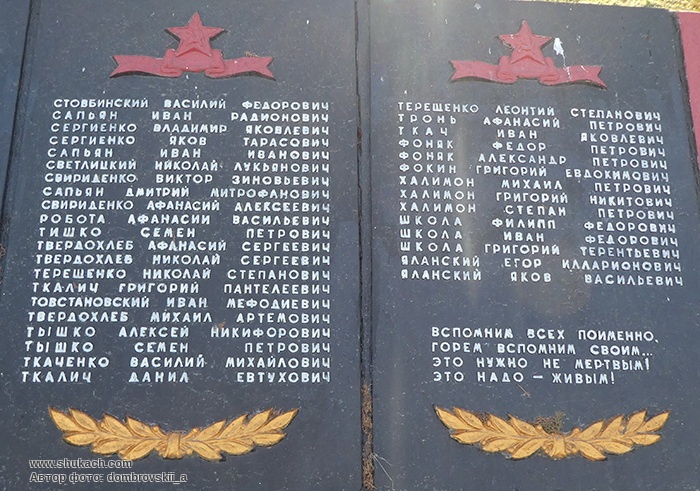 СТОВБИНСКИЙ ВАСИЛИЙ ФЕДОРОВИЧ
САПЬЯН ИВАН РАДИОНОВИЧ
СЕРГИЕНКО ВЛАДИМИР ЯКОВЛЕВИЧ
СЕРГИЕНКО ЯКОВ ТАРАСОВИЧ
САПЬЯН ИВАН ИВАНОВИЧ
СВЕТЛИЦКИЙ НИКОЛАЙ ЛУКЬЯНОВИЧ
СВИРИДЕНКО ВИКТОР ЗИНОВЬЕВИЧ
САПЬЯН ДМИТРИЙ МИТРОФАНОВИЧ
СВИРИДЕНКО АФАНАСИЙ АЛЕКСЕЕВИЧ
РОБОТА АФАНАСИЙ ВАСИЛЬЕВИЧ
ТИШКО СЕМЕН ПЕТРОВИЧ
ТВЕРДОХЛЕБ АФАНАСИЙ СЕРГЕЕВИЧ
ТВЕРДОХЛЕБ НИКОЛАЙ СЕРГЕЕВИЧ
ТЕРЕЩЕНКО НИКОЛАЙ СТЕПАНОВИЧ
ТКАЛИЧ ГРИГОРИЙ ПАНТЕЛЕЕВИЧ
ТОВСТАНОВСКИЙ ИВАН МЕФОДИЕВИЧ
ТВЕРДОХЛЕБ МИХАИЛ АРТЕМОВИЧ
ТЫШКО АЛЕКСЕЙ НИКИФОРОВИЧ
ТЫШКО СЕМЕН ПЕТРОВИЧ
ТКАЧЕНКО ВАСИЛИЙ МИХАЙЛОВИЧ
ТКАЛИЧ ДАНИЛ ЕВТУХОВИЧ
ТЕРЕЩЕНКО ЛЕОНТИЙ СТЕПАНОВИЧ
ТРОНЬ АФАНАСИЙ ПЕТРОВИЧ
ТКАЧ ИВАН ЯКОВЛЕВИЧ
ФОНЯК ФЕДОР ПЕТРОВИЧ
ФОНЯК АЛЕКСАНДР ПЕТРОВИЧ
ФОКИН ГРИГОРИЙ ЕВДОХИМОВИЧ
ХАЛИМОН МИХАИЛ ПЕТРОВИЧ
ХАЛИМОН ГРИГОРИЙ НИКИТОВИЧ
ХАЛИМОН СТЕПАН ПЕТРОВИЧ
ШКОЛА ФИЛИПП ФЕДОРОВИЧ
ШКОЛА ИВАН ФЕДОРОВИЧ
ШКОЛА ГРИГОРИЙ ТЕРЕНТЬЕВИЧ
ЯЛАНСКИЙ ЕГОР ИЛЛАРИОНОВИЧ
ЯЛАНСКИЙ ЯКОВ ВАСИЛЬЕВИЧ
ВСПОМНИМ ВСЕХ ПОИМЕННО,
ГОРЕМ ВСПОМНИМ СВОИМ...
ЭТО НУЖНО НЕ МЕРТВЫМ!
ЭТО НАДО – ЖИВЫМ!
www.shukach.com
Автор фото: dombrovskii_a